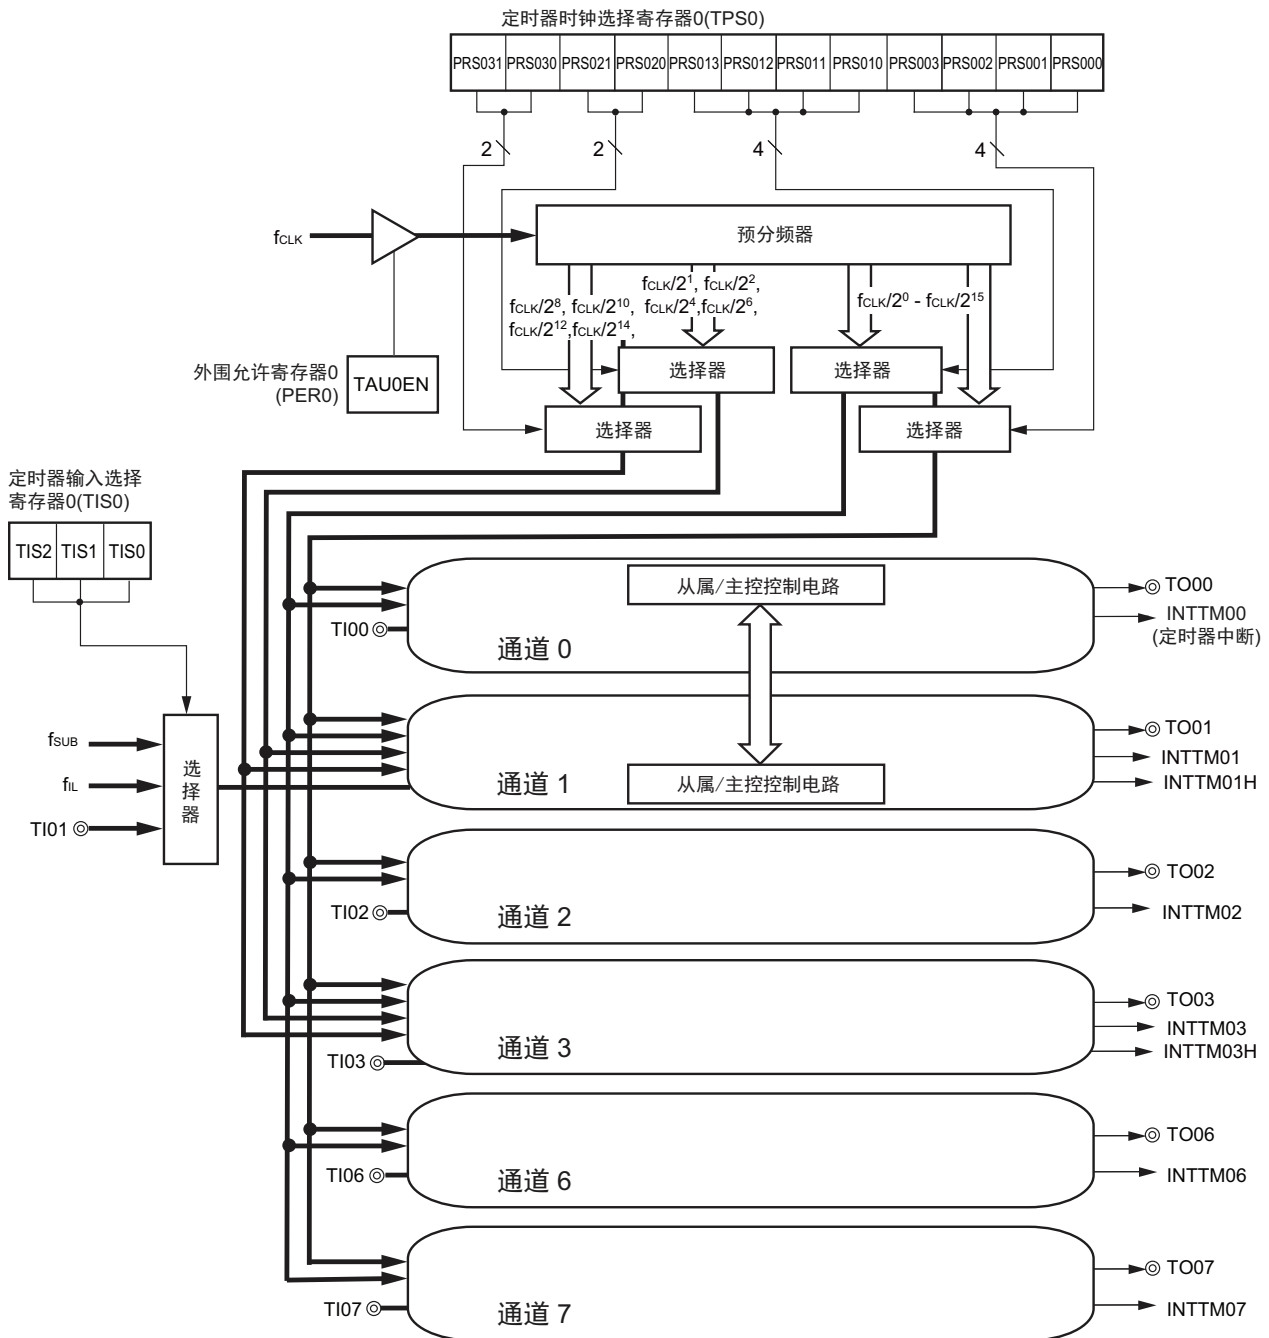 定时器时钟选择寄存器0(TPS0)
PRS031 PRS030 PRS021 PRS020 PRS013 PRS012 PRS011 PRS010 PRS003 PRS002 PRS001 PRS000
2 2 4 4
fCLK
预分频器
fCLK/2⁸, fCLK/2¹⁰,
fCLK/2¹²,fCLK/2¹⁴,
fCLK/2¹, fCLK/2²,
fCLK/2⁴,fCLK/2⁶,
fCLK/2⁰ - fCLK/2¹⁵
外围允许寄存器0
(PER0)
TAU0EN
选择器
选择器
选择器
选择器
定时器输入选择
寄存器0(TIS0)
TIS2 TIS1 TIS0
从属/主控控制电路
TO00
INTTM00
(定时器中断)
TI00
通道 0
fSUB
fIL
TI01
选择器
TO01
INTTM01
INTTM01H
通道 1
从属/主控控制电路
TO02
TI02
通道 2
INTTM02
TO03
INTTM03
INTTM03H
TI03
通道 3
TO06
TI06
通道 6
INTTM06
TO07
TI07
通道 7
INTTM07